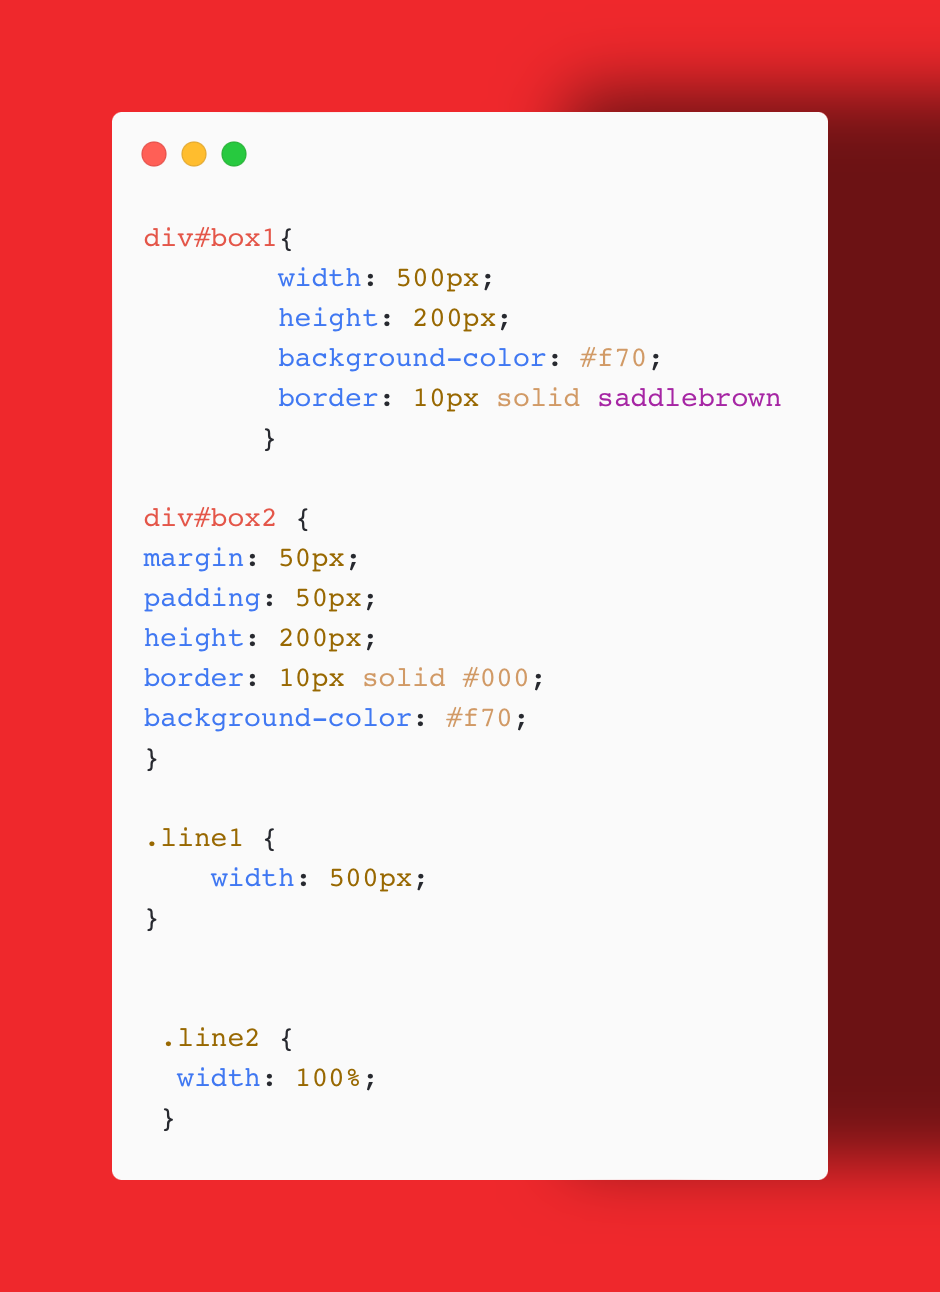 div#box1{
width: 500px;
height: 200px;
background-color: #f70;
border: 10px solid saddlebrown
}
div#box2 {
margin: 50px;
padding: 50px;
height: 200px;
border: 10px solid #000;
background-color: #f70;
}
.line1 {
width: 500px;
}
.line2 {
width: 100%;
}